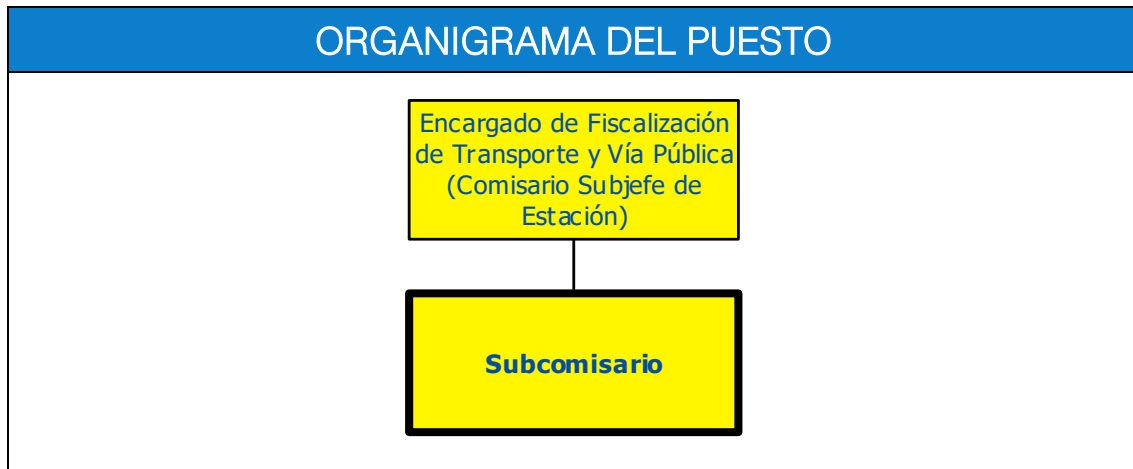 ORGANIGRAMA DEL PUESTO
Encargado de Fiscalización
de Transporte y Vía Pública
(Comisario Subjefe de
Estación)
Subcomisario